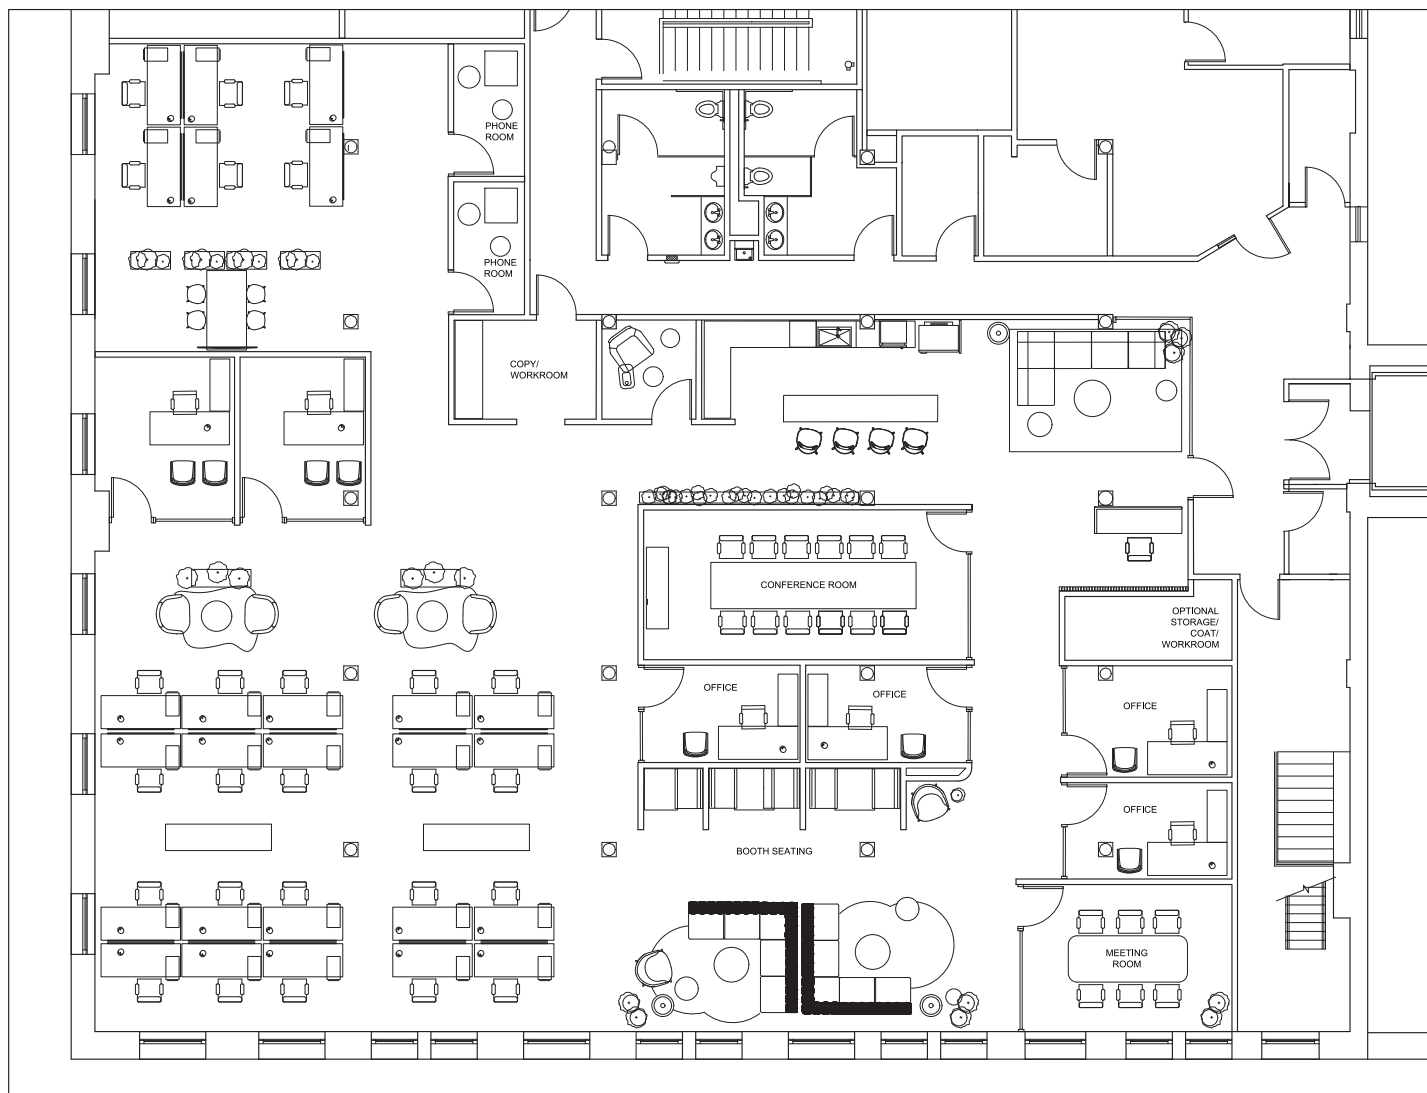 PHONE
ROOM
PHONE
ROOM
COPY/
WORKROOM
CONFERENCE ROOM
OPTIONAL
STORAGE/
COAT/
WORKROOM
OFFICE
OFFICE
OFFICE
OFFICE
BOOTH SEATING
MEETING
ROOM